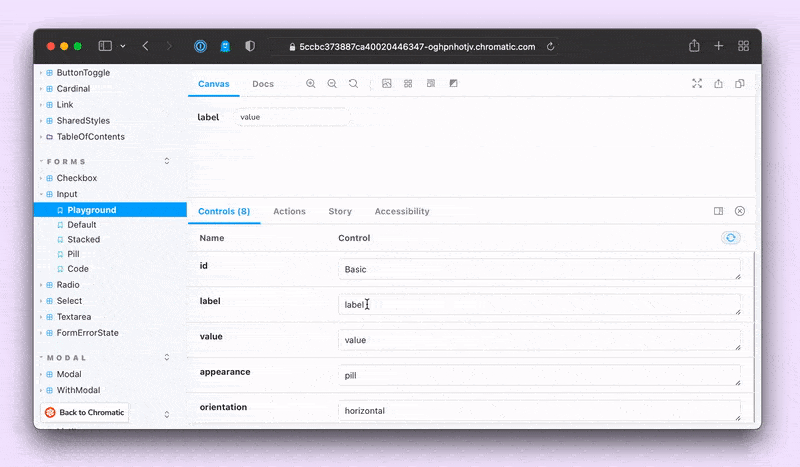 5ccbc373887ca40020446347-oghpnhotjv.chromatic.com
ButtonToggle
Cardinal
Link
SharedStyles
TableOfContents
FORMS
Checkbox
Input
Playground
Default
Stacked
Pill
Code
Radio
Select
Textarea
FormErrorState
MODAL
Modal
WithModal
Back to Chromatic
Canvas
Docs
label
value
Controls (8)
Actions
Story
Accessibility
Name
Control
id
Basic
label
label
value
value
appearance
pill
orientation
horizontal